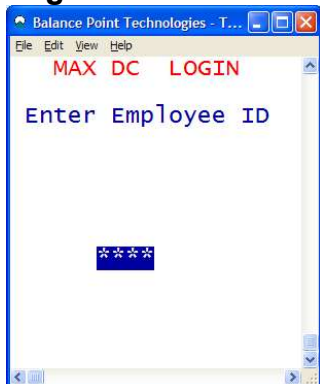 Balance Point Technologies - T...
File Edit View Help
MAX DC LOGIN
Enter Employee ID
****